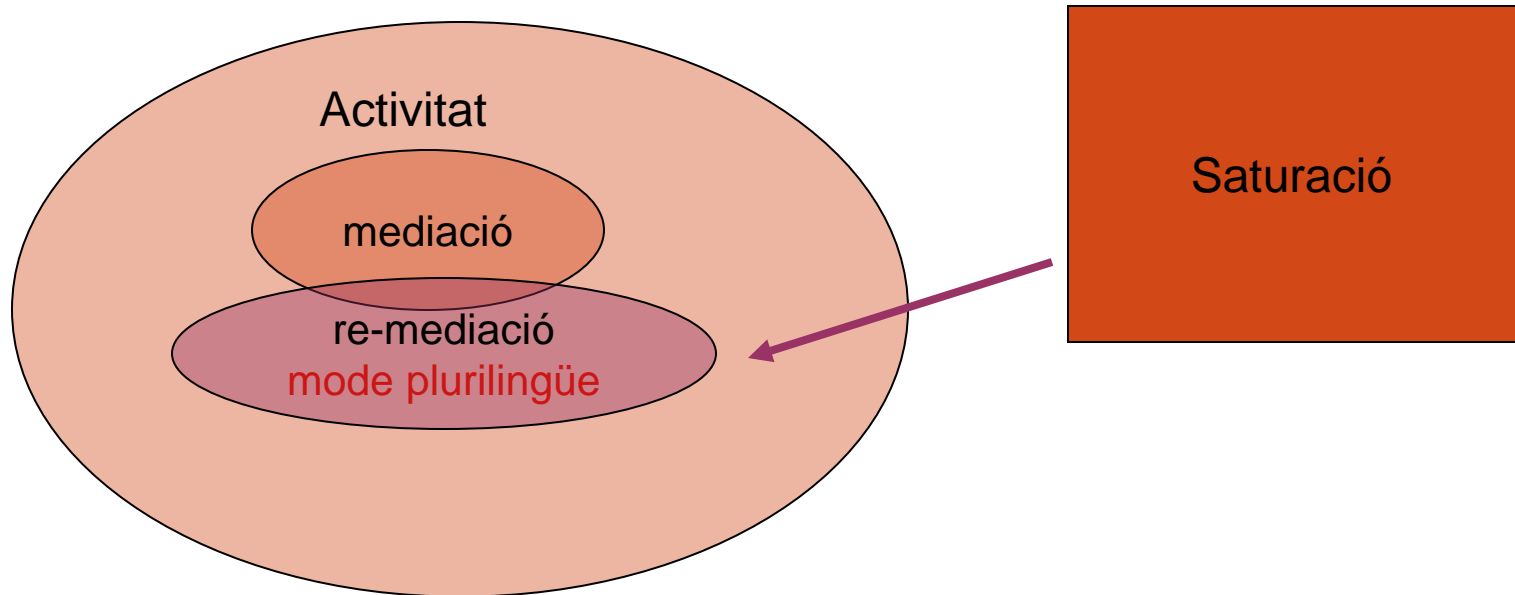 Activitat
mediació
re-mediació
mode plurilingüe
Saturació